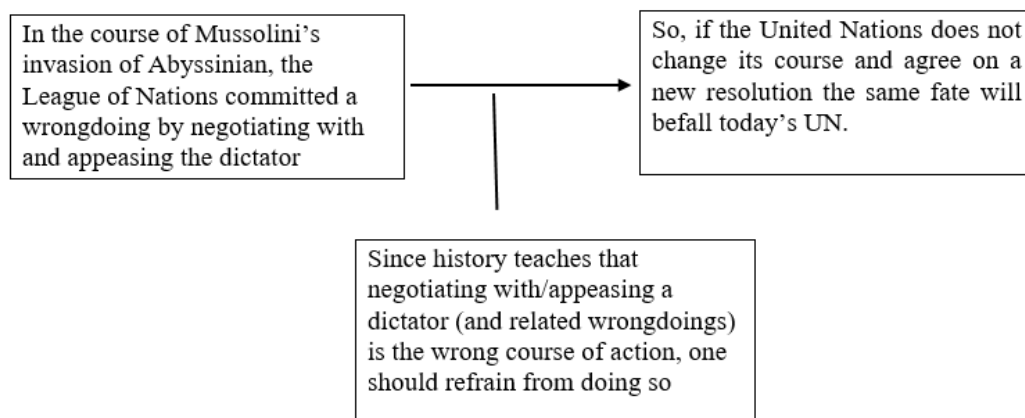 In the course of Mussolini’s
invasion of Abyssinian, the
League of Nations committed a
wrongdoing by negotiating with
and appeasing the dictator
So, if the United Nations does not
change its course and agree on a
new resolution the same fate will
befall today’s UN.
Since history teaches that
negotiating with/appeasing a
dictator (and related wrongdoings)
is the wrong course of action, one
should refrain from doing so